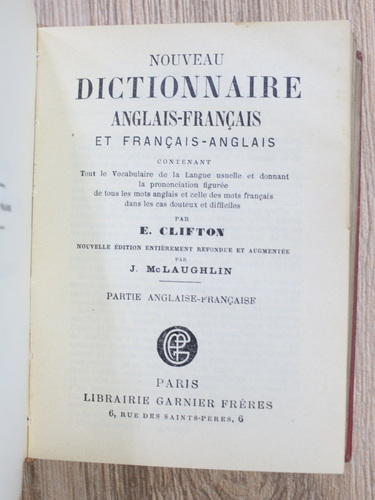 NOUVEAU
DICTIONNAIRE
ANGLAIS-FRANÇAIS
ET FRANÇAIS-ANGLAIS
CONTENANT
Tout le Vocabulaire de la Langue usuelle et donnant
la prononciation figurée
de tous les mots anglais et celle des mots français
dans les cas douteux et difficiles
PAR
E. CLIFTON
NOUVELLE ÉDITION ENTIÈREMENT REFONDUE ET AUGMENTÉE
PAR
J. McLAUGHLIN
PARTIE ANGLAISE-FRANÇAISE
PARIS
LIBRAIRIE GARNIER FRÈRES
6, RUE DES SAINTS-PERES, 6